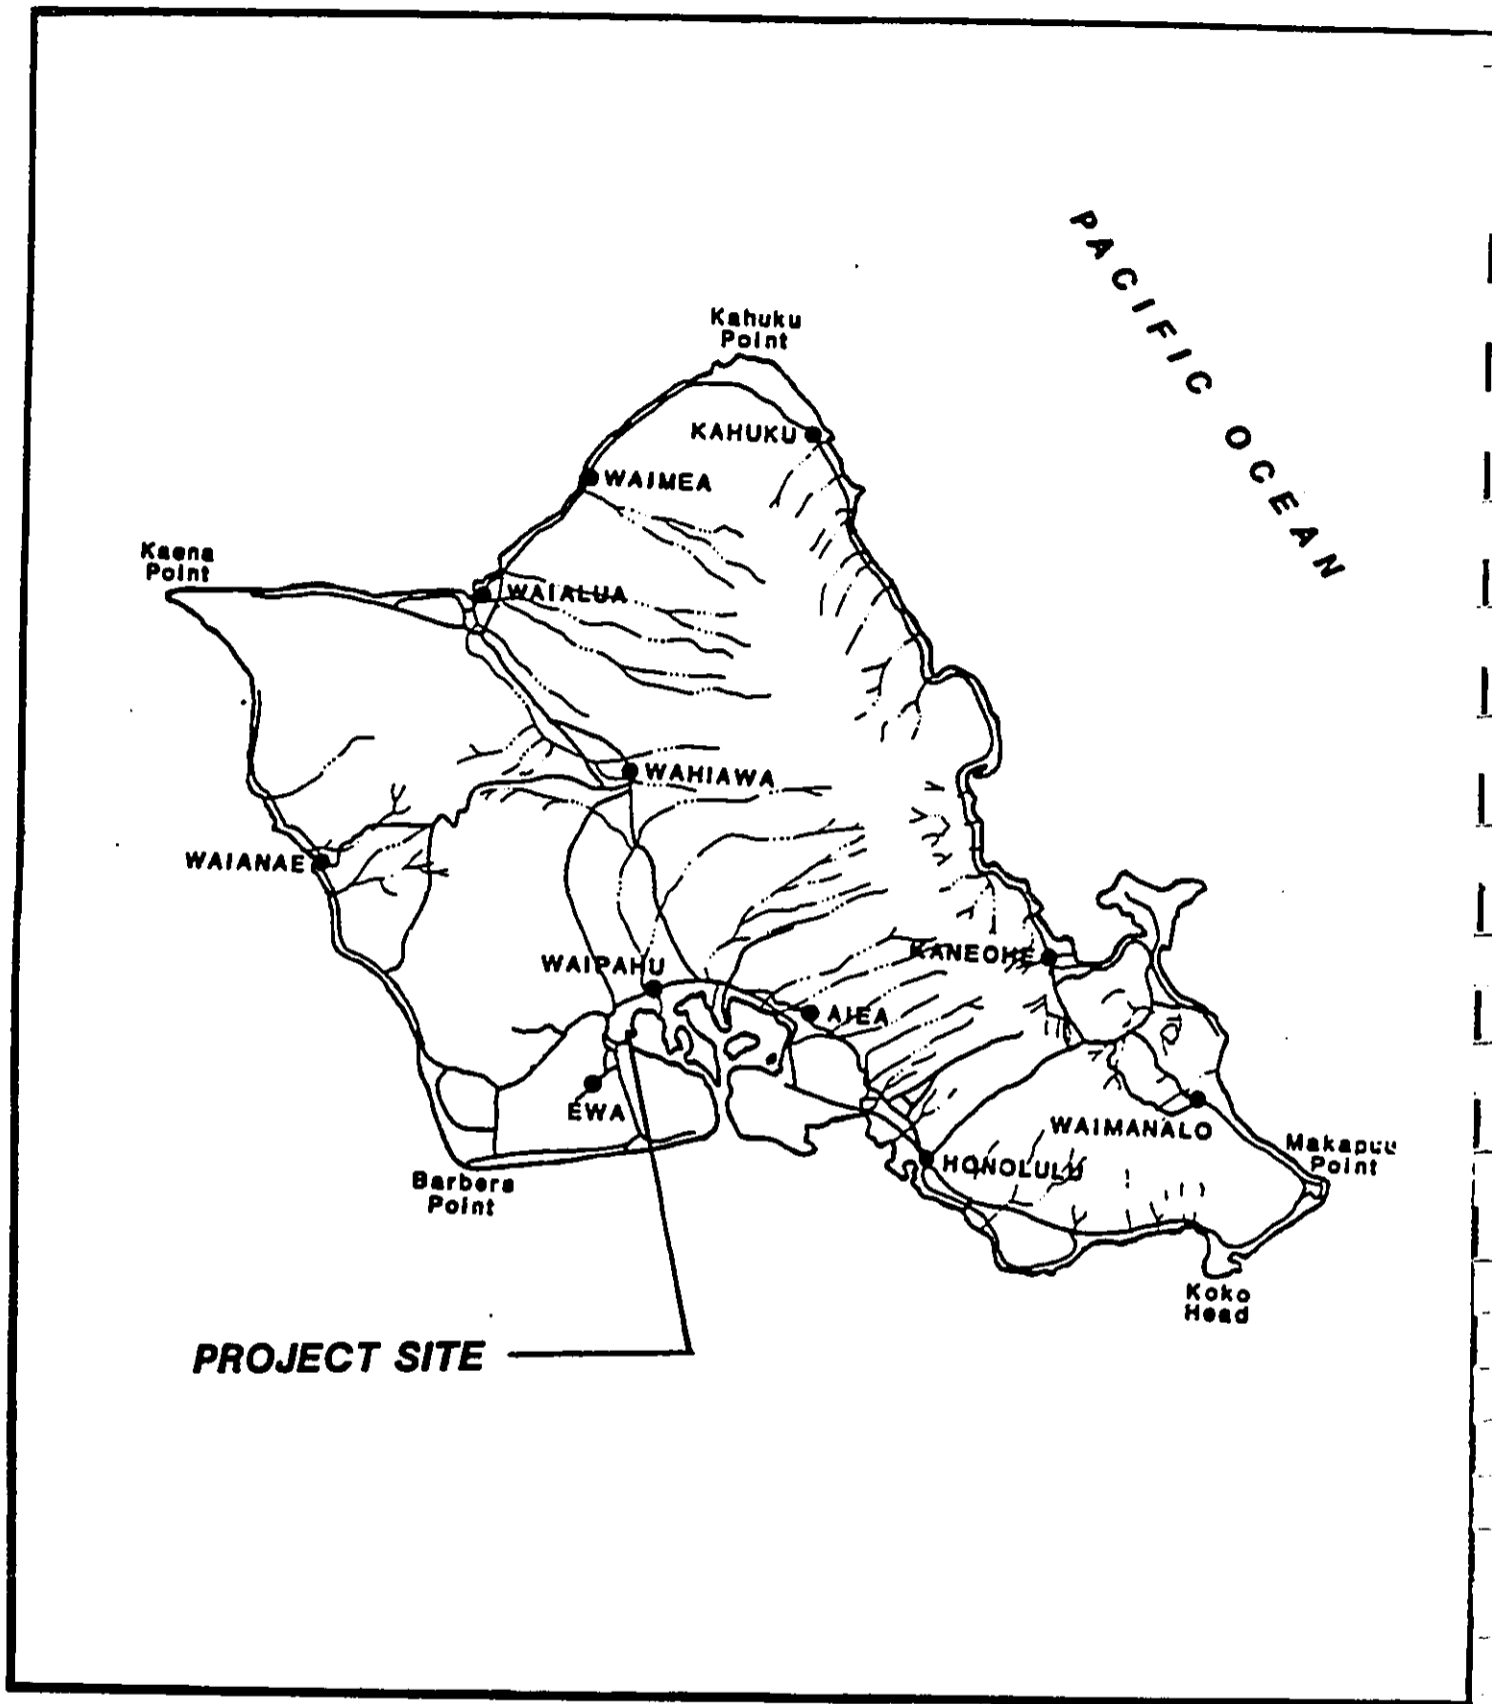 PACIFIC OCEAN
Kahuku
Point
KAHUKU
WAIMEA
Kaena
Point
WAIALUA
WAHIAWA
WAIANAE
KANEOHE
WAIPAHU
AIEA
EWA
WAIMANALO
Makapuu
Point
HONOLULU
Barbers
Point
Koko
Head
PROJECT SITE